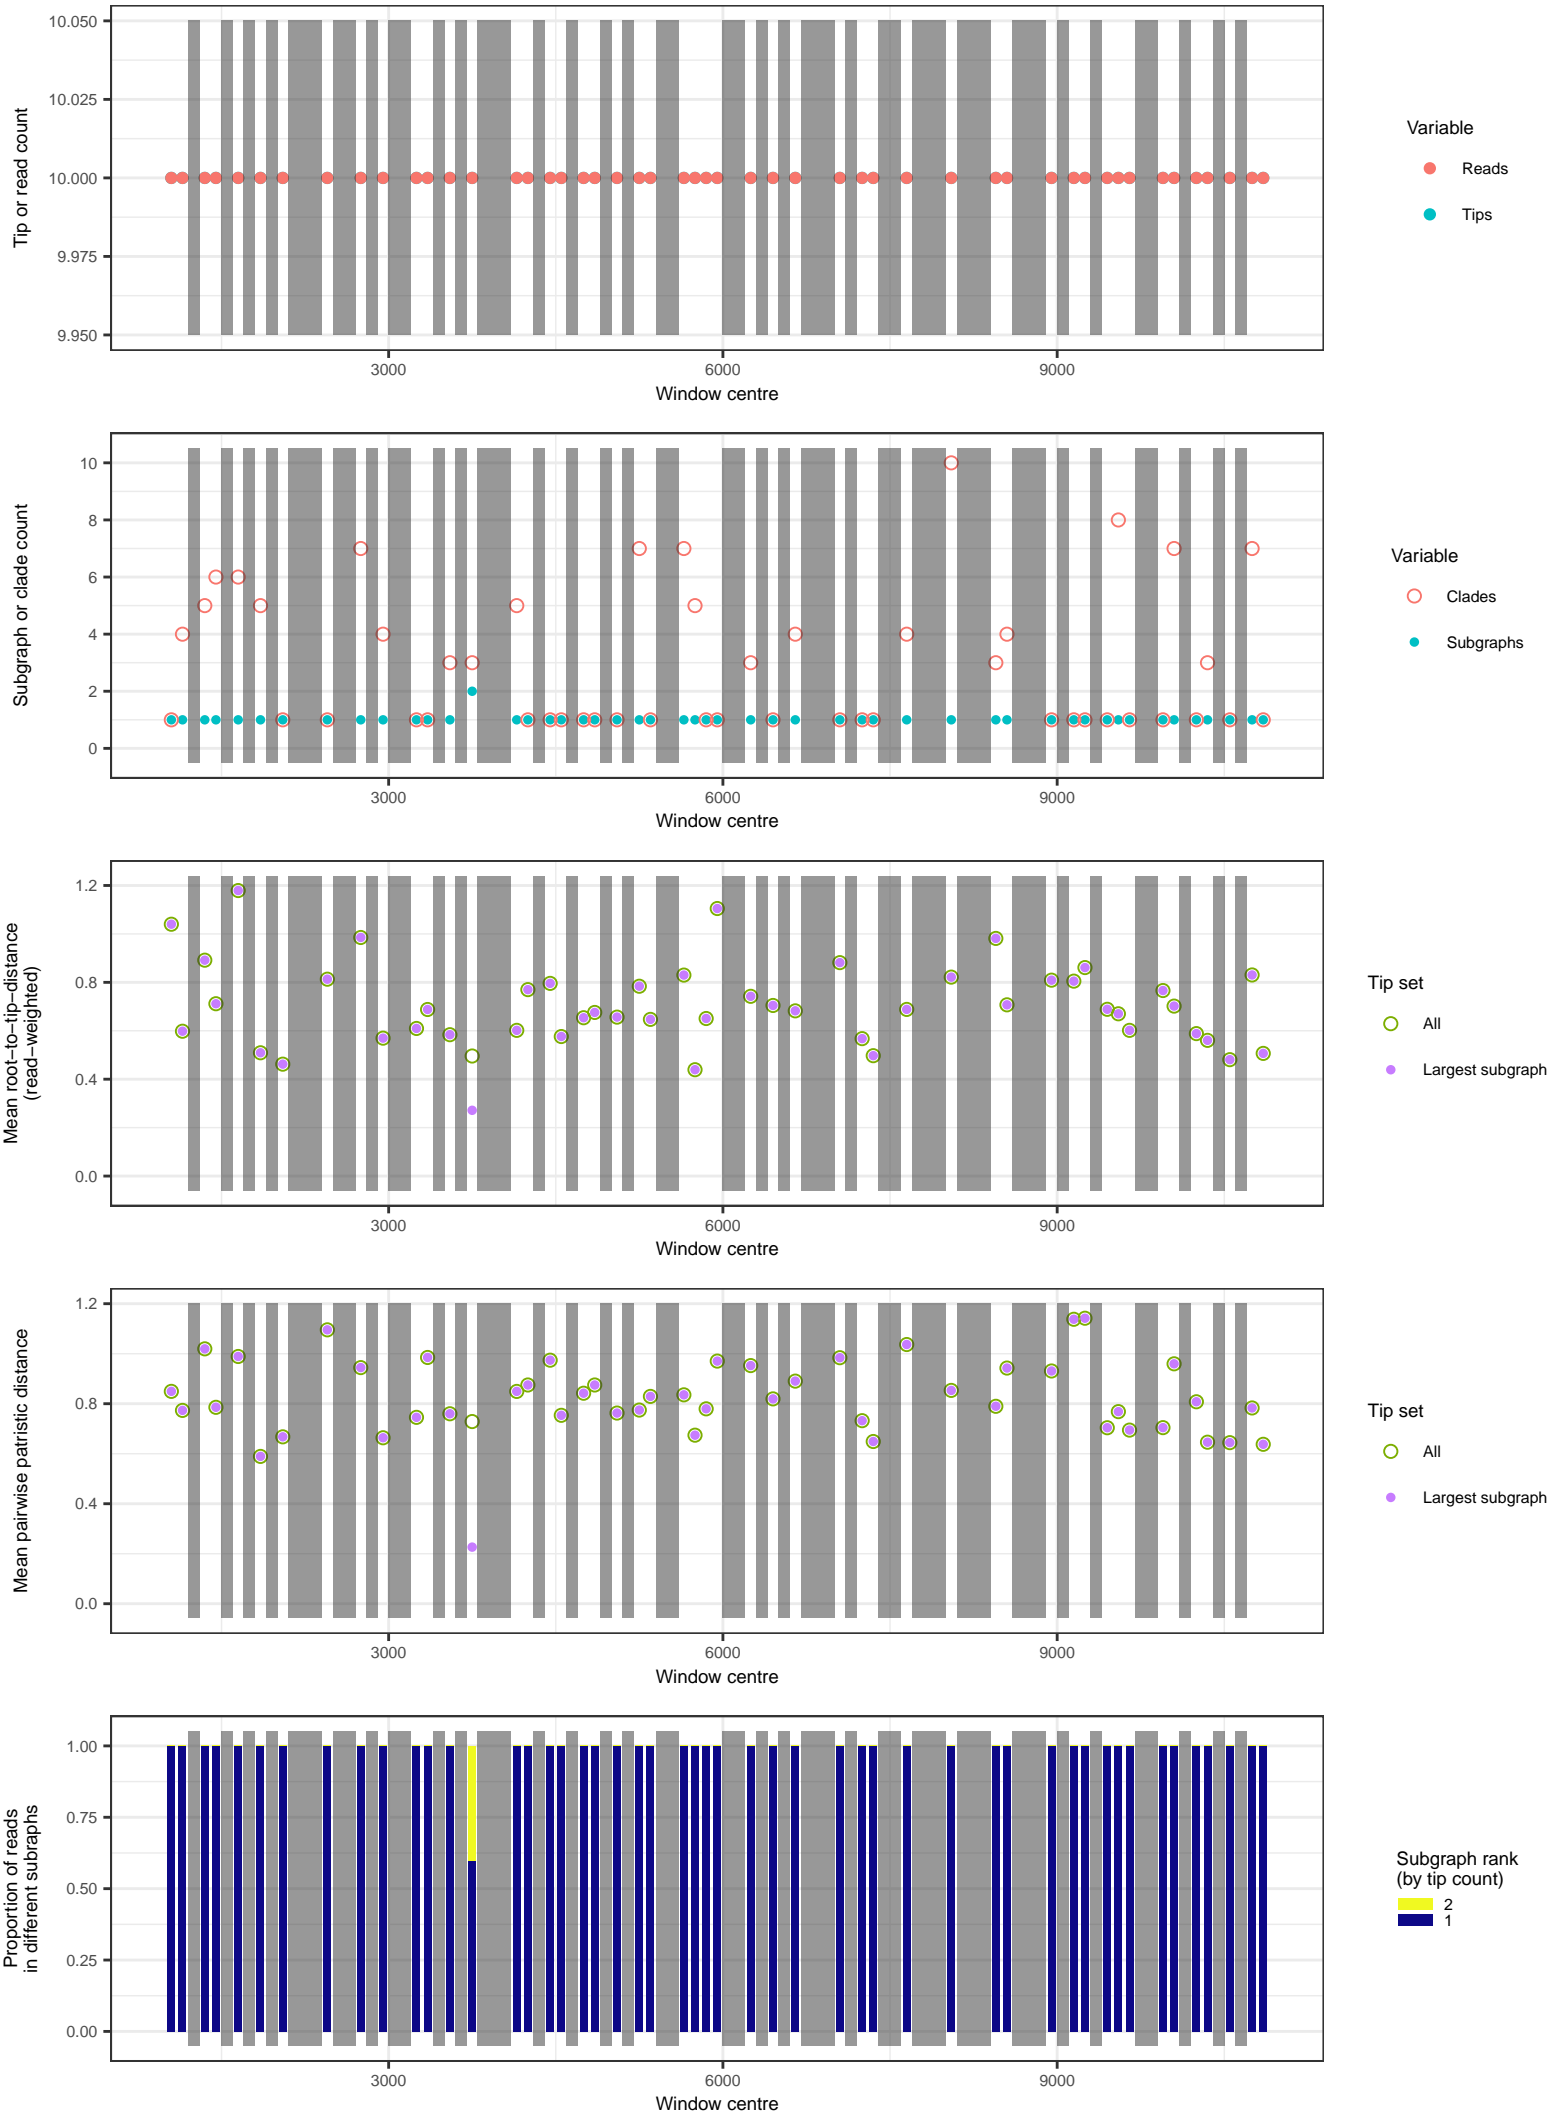 10.050
10.025
10.000
9.975
9.950
Tip or read count
3000
6000
9000
Window centre
Variable
Reads
Tips
10
8
6
4
2
0
Subgraph or clade count
3000
6000
9000
Window centre
Variable
Clades
Subgraphs
1.2
0.8
0.4
0.0
Mean root−to−tip−distance
(read−weighted)
3000
6000
9000
Window centre
Tip set
All
Largest subgraph
1.2
0.8
0.4
0.0
Mean pairwise patristic distance
3000
6000
9000
Window centre
Tip set
All
Largest subgraph
1.00
0.75
0.50
0.25
0.00
Proportion of reads
in different subraphs
3000
6000
9000
Window centre
Subgraph rank
(by tip count)
2
1